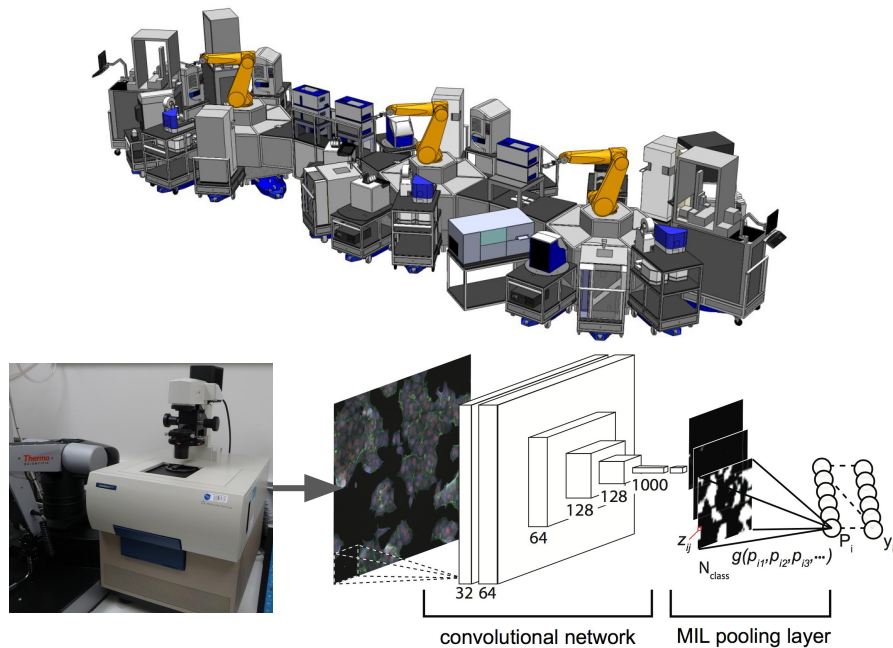 Thermo
SCIENTIFIC
32
64
64
128
128
1000
z_ij
N_class
g(p_i1,p_i2,p_i3,...)
P_i
y_i
convolutional network
MIL pooling layer